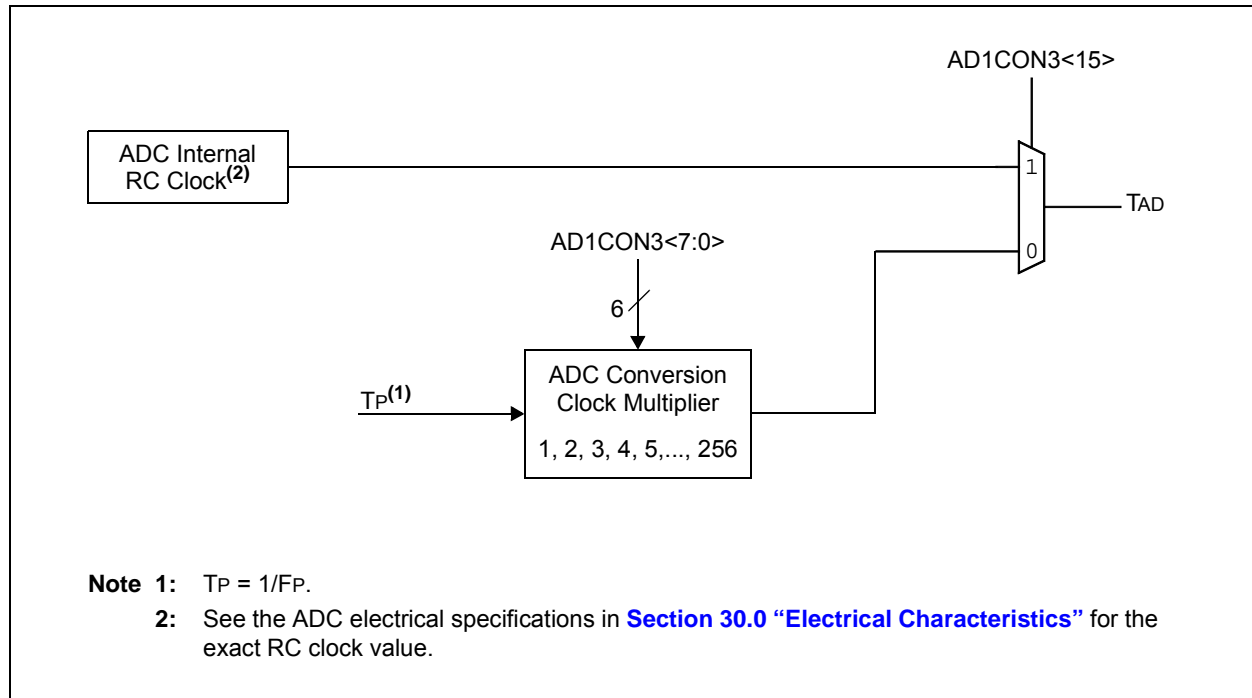 AD1CON3<15>
ADC Internal
RC Clock(2)
1
TAD
AD1CON3<7:0>
0
6
ADC Conversion
Clock Multiplier
TP(1)
1, 2, 3, 4, 5,..., 256
Note 1: TP = 1/FP.
2: See the ADC electrical specifications in Section 30.0 “Electrical Characteristics” for the
exact RC clock value.